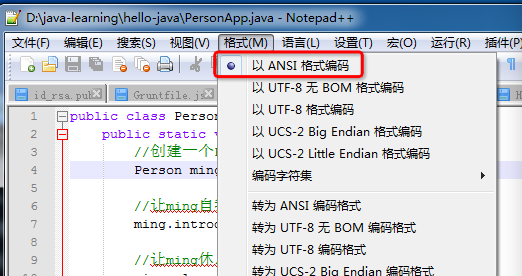 D:\java-learning\hello-java\PersonApp.java - Notepad++
文件(F) 编辑(E) 搜索(S) 视图(V) 格式(M) 语言(L) 设置(T) 宏(O) 运行(R) 插件(P)
id_rsa.pu Gruntfile.js
以 ANSI 格式编码
以 UTF-8 无 BOM 格式编码
以 UTF-8 格式编码
以 UCS-2 Big Endian 格式编码
以 UCS-2 Little Endian 格式编码
编码字符集
转为 ANSI 编码格式
转为 UTF-8 无 BOM 编码格式
转为 UTF-8 编码格式
转为 UCS-2 Big Endian 编码格式
1 public class Person
2 public static v
3 //创建一个
4 Person ming
5
6 //让ming自
7 ming.intro
8
9 //让ming休